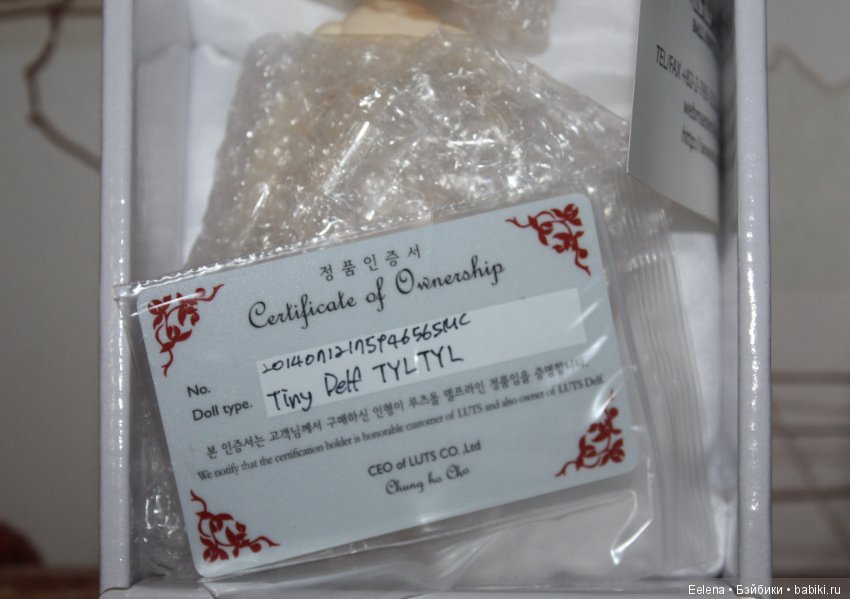 TEL/FAX +82-2-
정품인증서
Certificate of Ownership
No.
Doll type. Tiny Delf TYLTYL
본 인증서는 고객님께서 구매하신 인형이 루츠돌 델프라인 정품임을 증명합니다.
We notify that the certification holder is honorable customer of LUTS and also owner of LUTS Delf.
CEO of LUTS CO.,Ltd
Chung ho Cho
Eelena • Бэйбики • babiki.ru